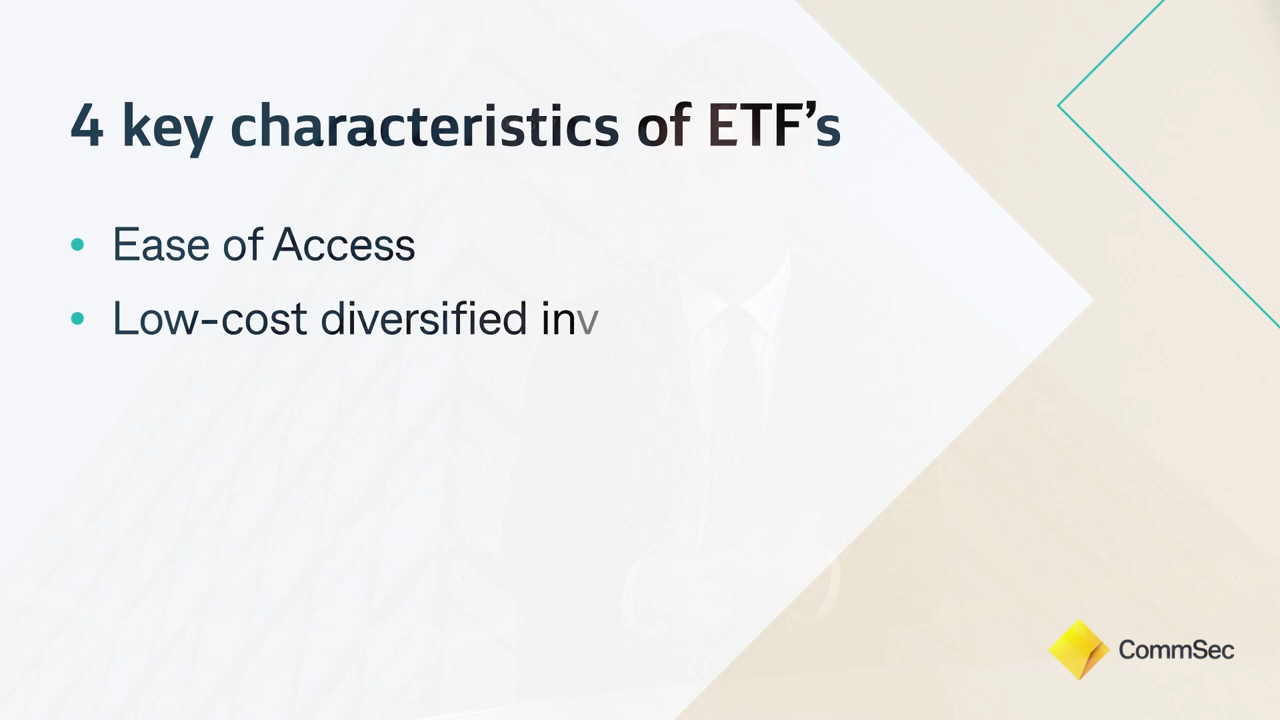 4 key characteristics of ETF’s
• Ease of Access
• Low-cost diversified inv
CommSec